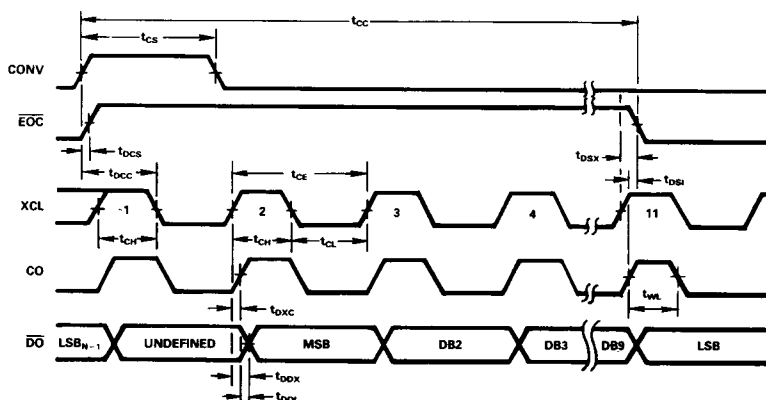 tCC
tCS
CONV
EOC
tDCS
tDCC
tCE
tDSX
tDSI
XCL
1 2 3 4 11
tCH tCH tCL
CO
tDXC
tWL
DO LSBN-1 UNDEFINED MSB DB2 DB3 DB9 LSB
tDDX